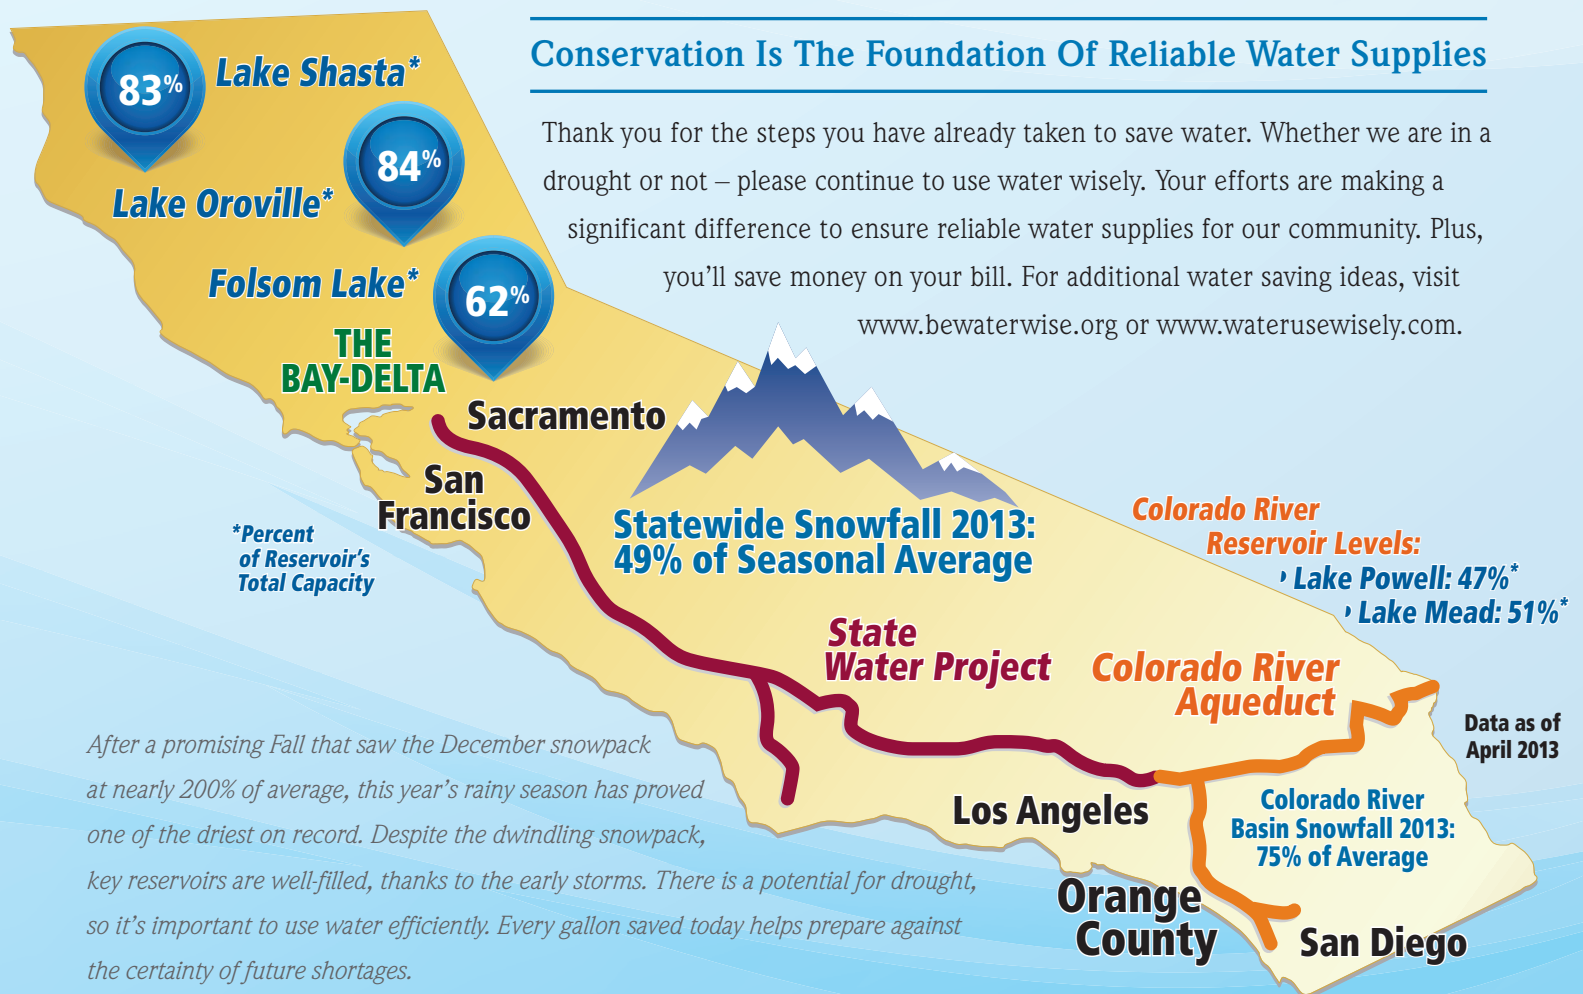 Conservation Is The Foundation Of Reliable Water Supplies
Thank you for the steps you have already taken to save water. Whether we are in a
drought or not – please continue to use water wisely. Your efforts are making a
significant difference to ensure reliable water supplies for our community. Plus,
you’ll save money on your bill. For additional water saving ideas, visit
www.bewaterwise.org or www.waterusewisely.com.
83%
Lake Shasta*
84%
Lake Oroville*
Folsom Lake*
62%
THE
BAY-DELTA
Sacramento
San
Francisco
*Percent
of Reservoir’s
Total Capacity
Statewide Snowfall 2013:
49% of Seasonal Average
Colorado River
Reservoir Levels:
Lake Powell: 47%*
Lake Mead: 51%*
State
Water Project
Colorado River
Aqueduct
Data as of
April 2013
Los Angeles
Colorado River
Basin Snowfall 2013:
75% of Average
Orange
County
San Diego
After a promising Fall that saw the December snowpack
at nearly 200% of average, this year’s rainy season has proved
one of the driest on record. Despite the dwindling snowpack,
key reservoirs are well-filled, thanks to the early storms. There is a potential for drought,
so it’s important to use water efficiently. Every gallon saved today helps prepare against
the certainty of future shortages.